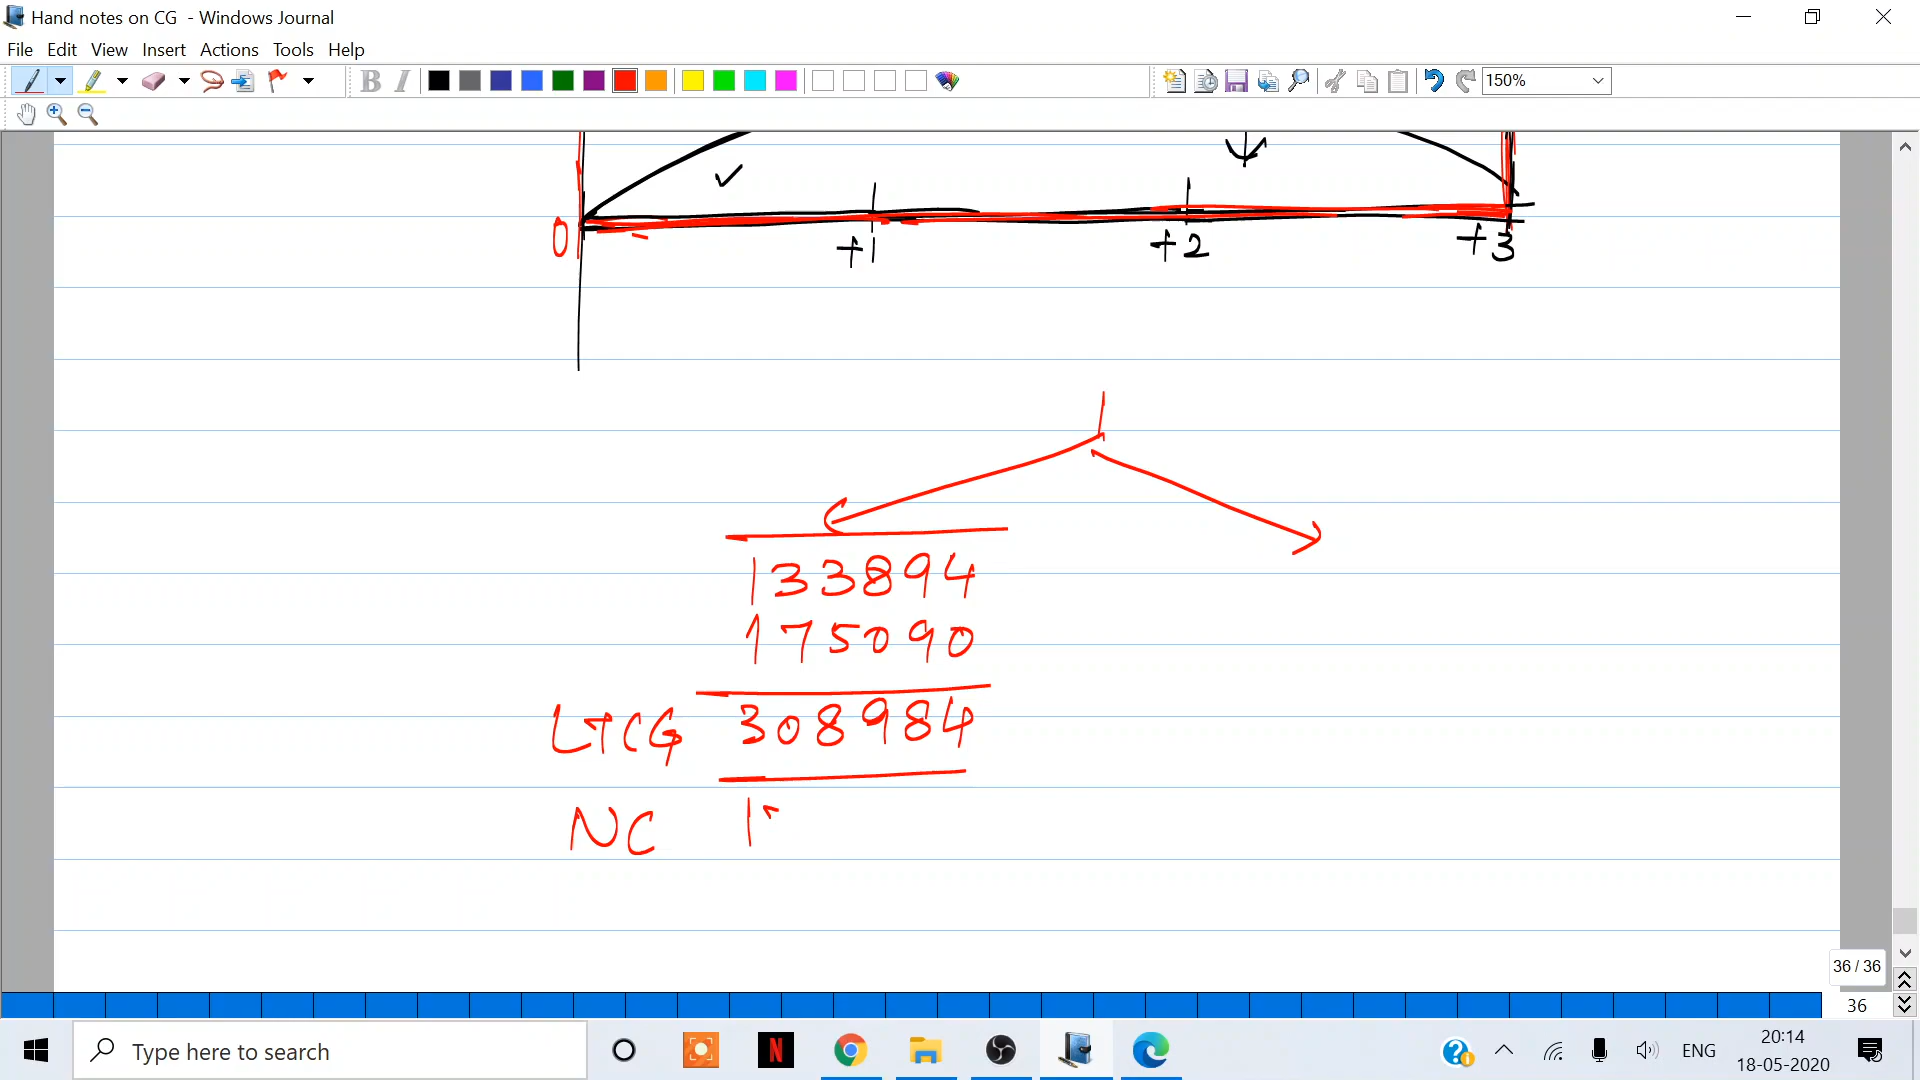 Hand notes on CG - Windows Journal
File Edit View Insert Actions Tools Help
B I 150%
0 +1 +2 +3
133894
175090
LTCG 308984
NC
36 / 36
36
Type here to search
N
ENG
20:14
18-05-2020